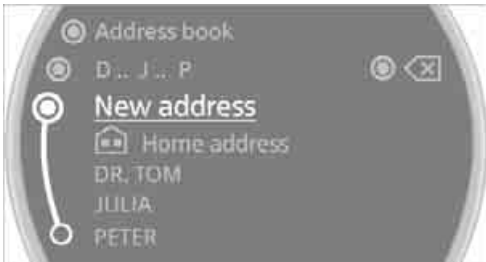 Address book
D .. J .. P
New address
Home address
DR. TOM
JULIA
PETER